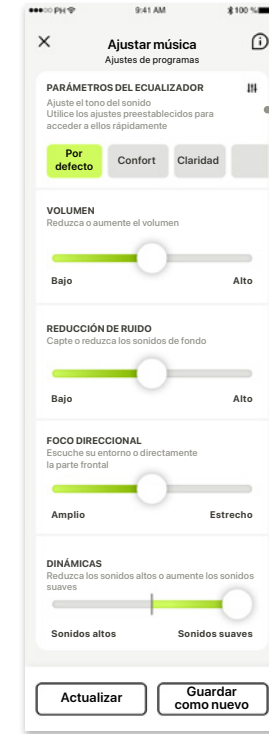 PH
9:41 AM
100 %
Ajustar música
Ajustes de programas
PARÁMETROS DEL ECUALIZADOR
Ajuste el tono del sonido
Utilice los ajustes preestablecidos para
acceder a ellos rápidamente
Por
defecto
Confort
Claridad
VOLUMEN
Reduzca o aumente el volumen
Bajo
Alto
REDUCCIÓN DE RUIDO
Capte o reduzca los sonidos de fondo
Bajo
Alto
FOCO DIRECCIONAL
Escuche su entorno o directamente
la parte frontal
Amplio
Estrecho
DINÁMICAS
Reduzca los sonidos altos o aumente los sonidos
suaves
Sonidos altos
Sonidos suaves
Actualizar
Guardar
como nuevo